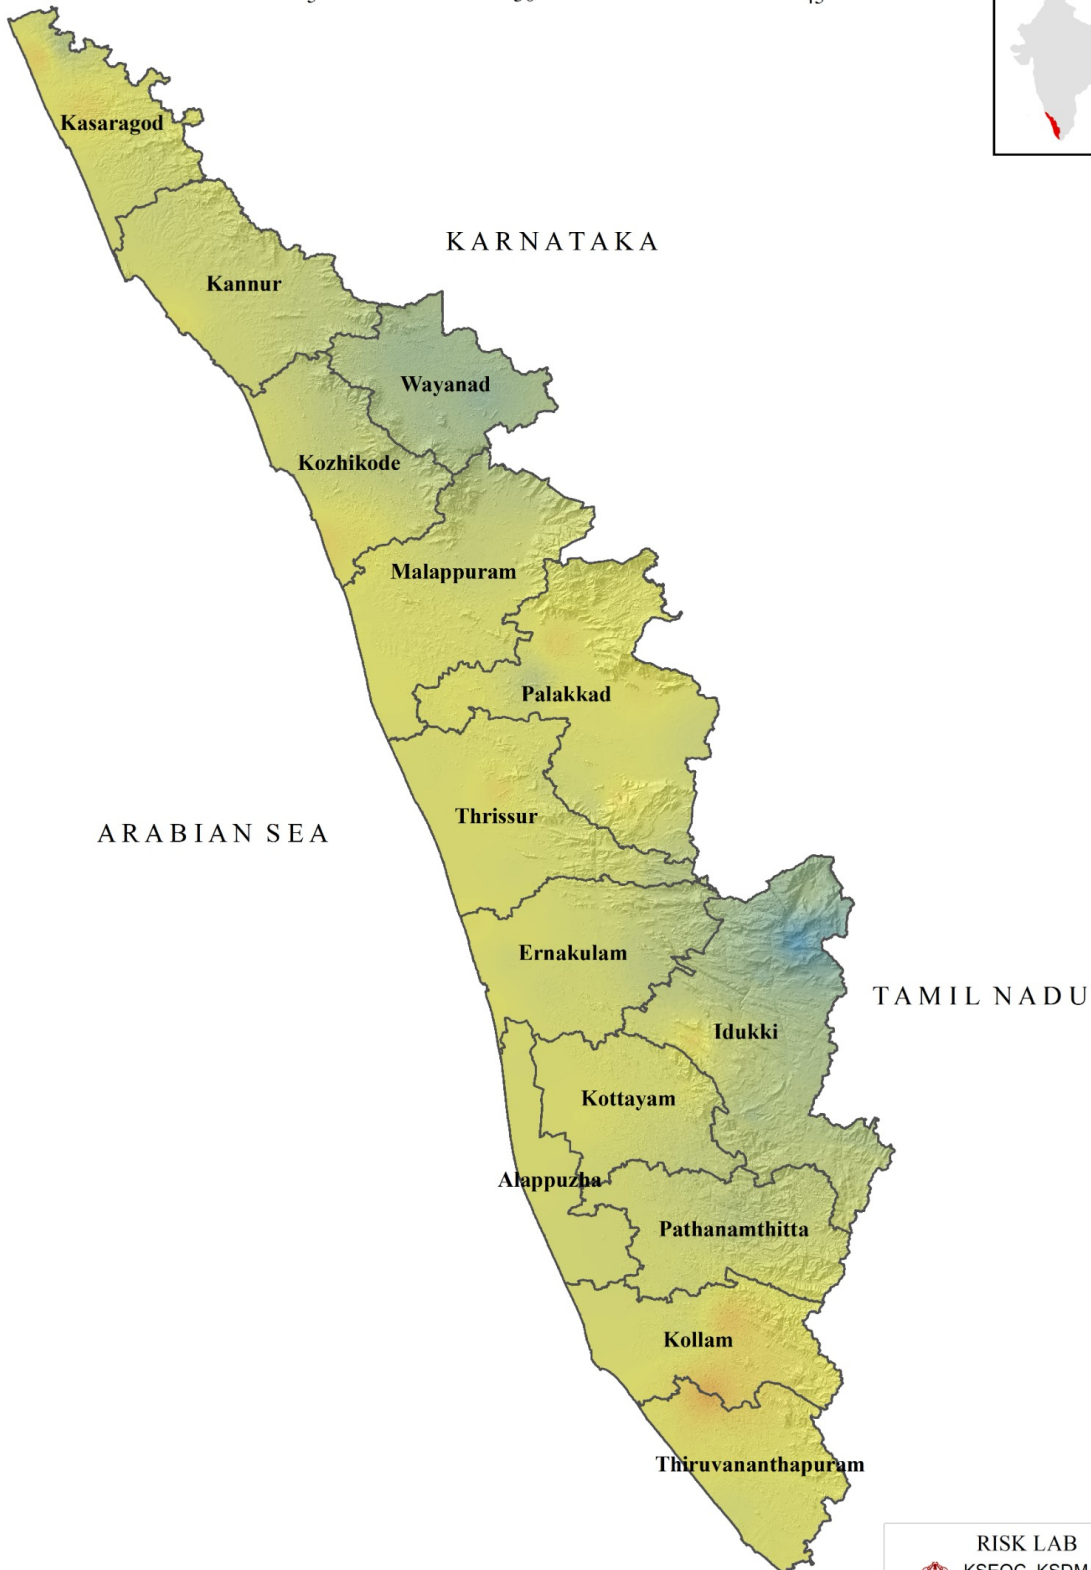 Kasaragod
KARNATAKA
Kannur
Wayanad
Kozhikode
Malappuram
Palakkad
Thrissur
ARABIAN SEA
Ernakulam
TAMIL NADU
Idukki
Kottayam
Alappuzha
Pathanamthitta
Kollam
Thiruvananthapuram
RISK LAB